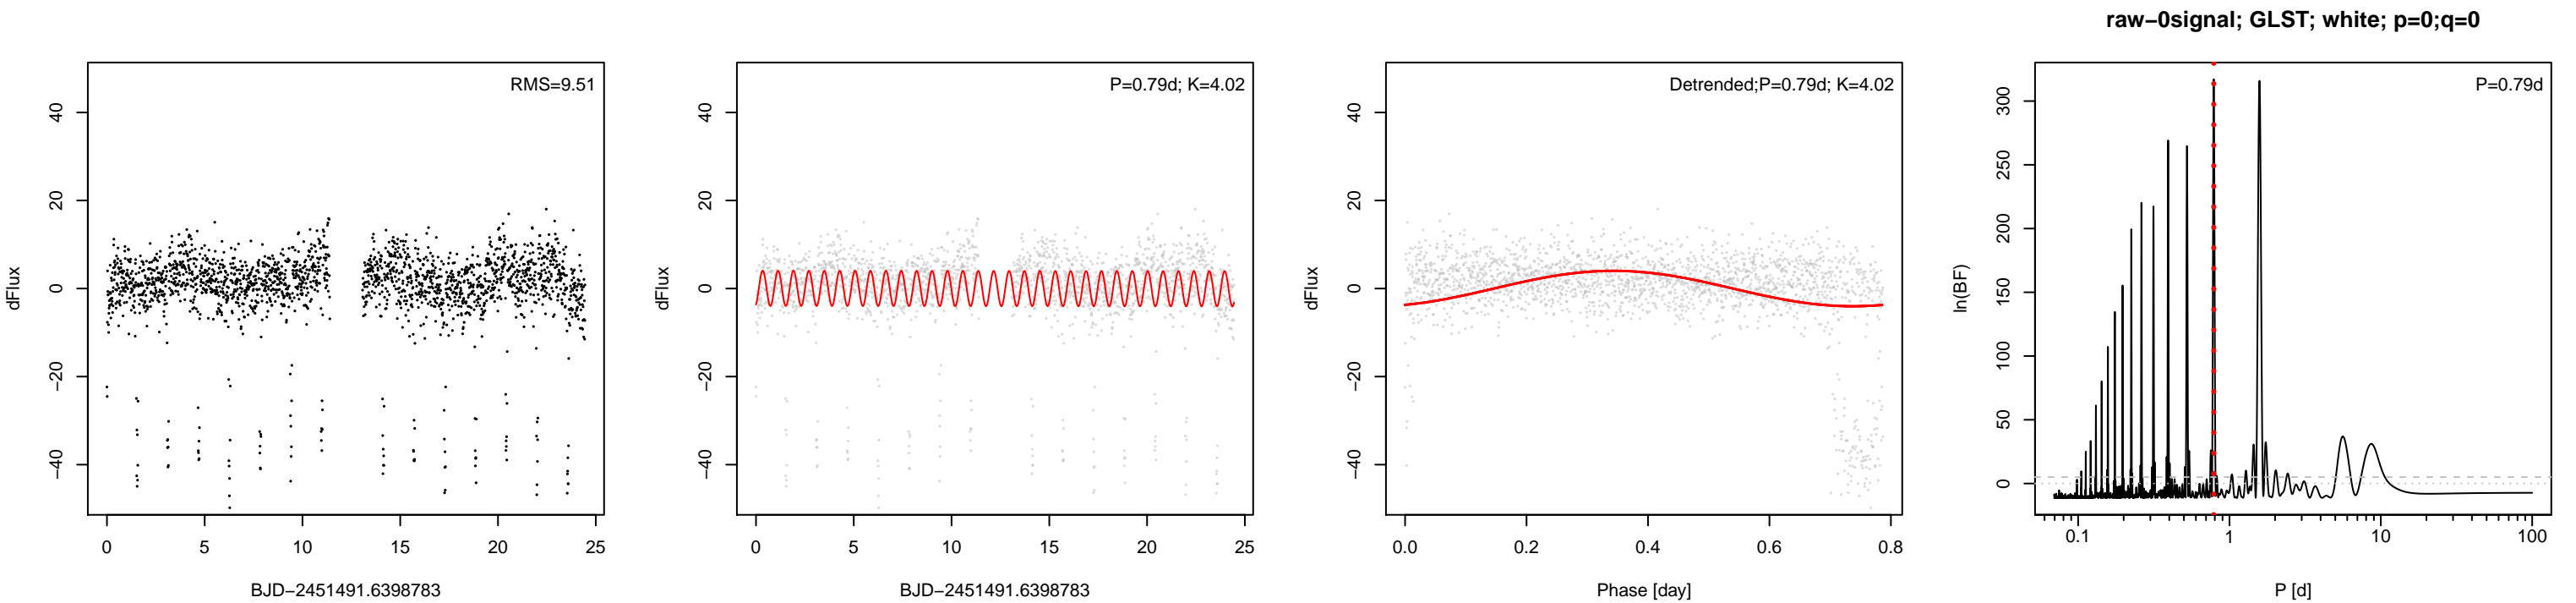 raw−0signal; GLST; white; p=0;q=0
RMS=9.51
dFlux
40
20
0
−20
−40
0 5 10 15 20 25
BJD−2451491.6398783
P=0.79d; K=4.02
dFlux
40
20
0
−20
−40
0 5 10 15 20 25
BJD−2451491.6398783
Detrended;P=0.79d; K=4.02
dFlux
40
20
0
−20
−40
0.0 0.2 0.4 0.6 0.8
Phase [day]
P=0.79d
ln(BF)
300
250
200
150
100
50
0
0.1 1 10 100
P [d]